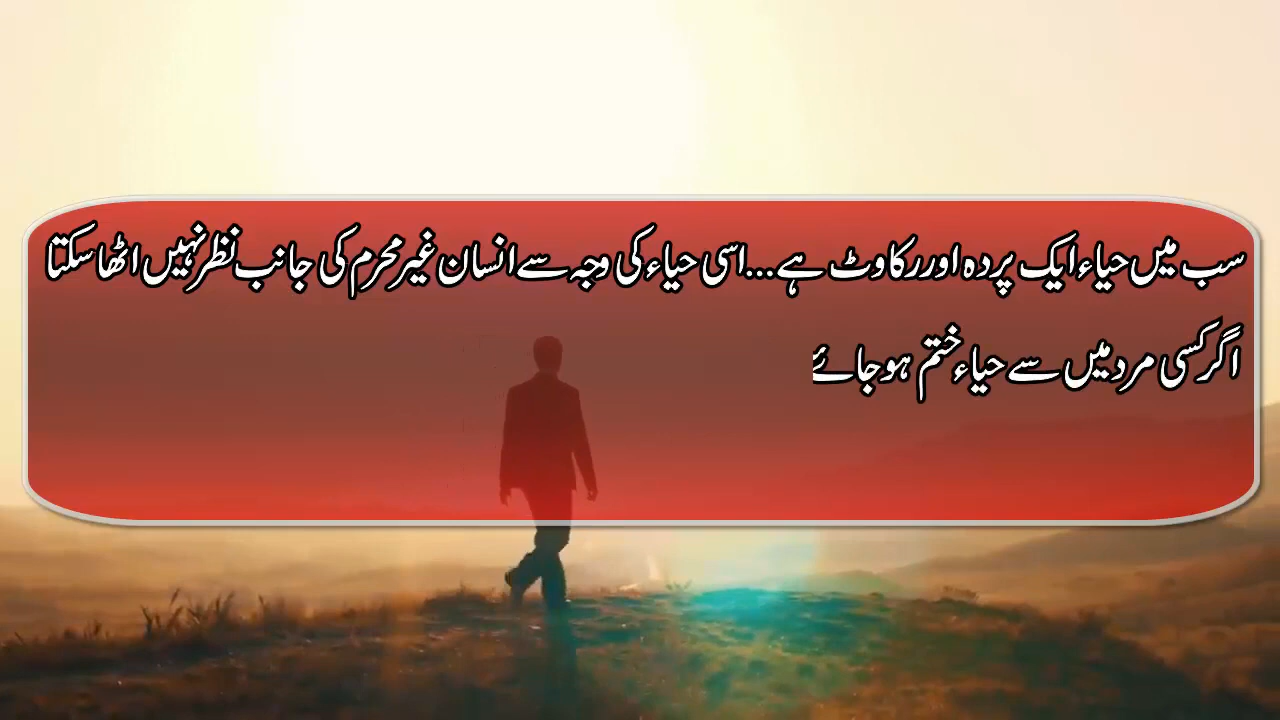 سب میں حیاء ایک پردہ اور رکاوٹ ہے...اسی حیاء کی وجہ سے انسان غیر محرم کی جانب نظر نہیں اٹھا سکتا
اگر کسی مرد میں سے حیاء ختم ہو جائے